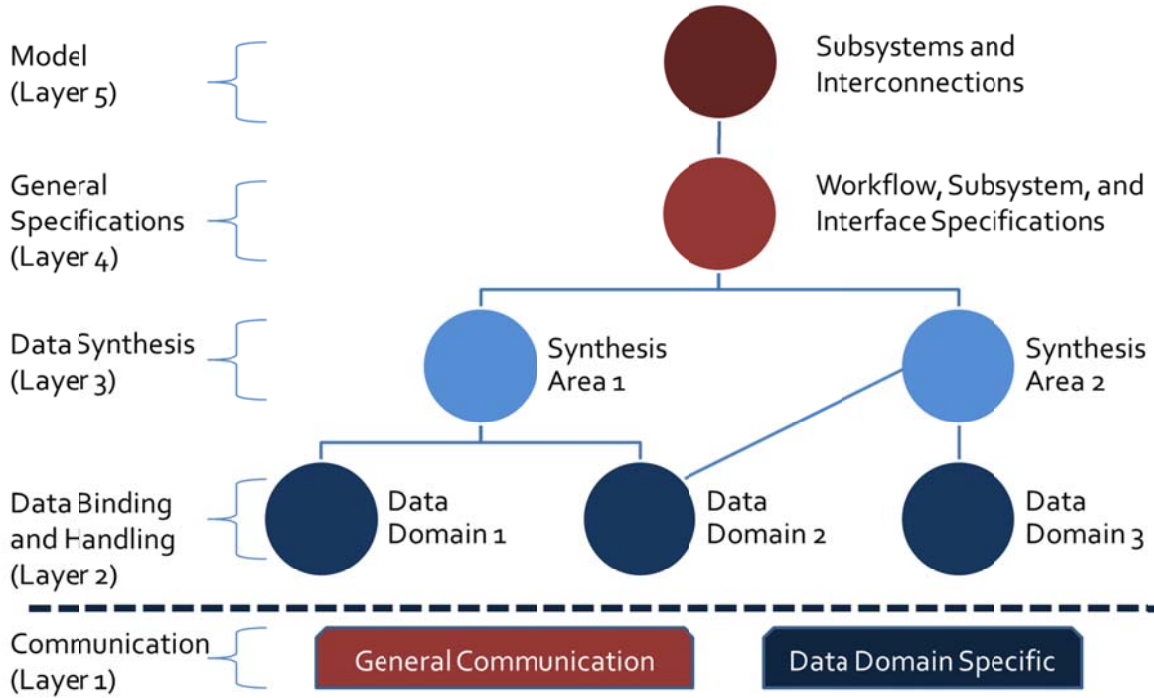 Model
(Layer 5)
Subsystems and
Interconnections
General
Specifications
(Layer 4)
Workflow, Subsystem, and
Interface Specifications
Data Synthesis
(Layer 3)
Synthesis
Area 1
Synthesis
Area 2
Data Binding
and Handling
(Layer 2)
Data
Domain 1
Data
Domain 2
Data
Domain 3
Communication
(Layer 1)
General Communication
Data Domain Specific